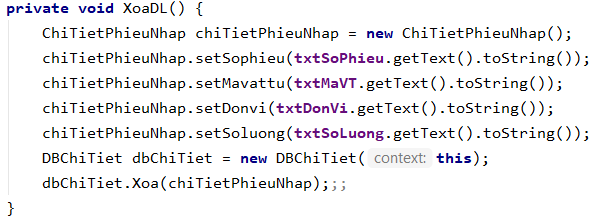 private void XoaDL() {
ChiTietPhieuNhap chiTietPhieuNhap = new ChiTietPhieuNhap();
chiTietPhieuNhap.setSophieu(txtSoPhieu.getText().toString());
chiTietPhieuNhap.setMavattu(txtMaVT.getText().toString());
chiTietPhieuNhap.setDonvi(txtDonVi.getText().toString());
chiTietPhieuNhap.setSoluong(txtSoLuong.getText().toString());
DBChiTiet dbChiTiet = new DBChiTiet( context: this);
dbChiTiet.Xoa(chiTietPhieuNhap);;;
}